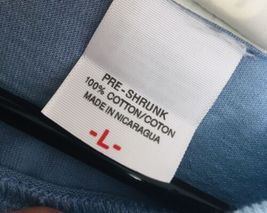 PRE-SHRUNK
100% COTTON/COTON
MADE IN NICARAGUA
-L-